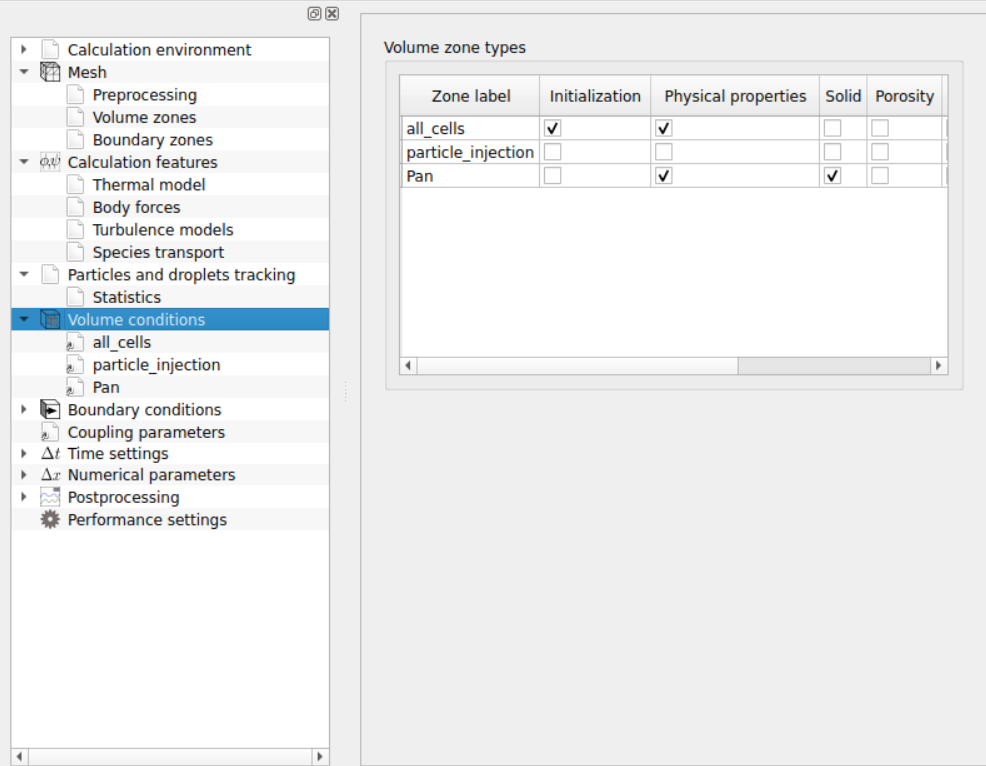 Calculation environment
Mesh
Preprocessing
Volume zones
Boundary zones
Calculation features
Thermal model
Body forces
Turbulence models
Species transport
Particles and droplets tracking
Statistics
Volume conditions
all_cells
particle_injection
Pan
Boundary conditions
Coupling parameters
Δt Time settings
Δx Numerical parameters
Postprocessing
Performance settings
Volume zone types
Zone label Initialization Physical properties Solid Porosity
all_cells
particle_injection
Pan